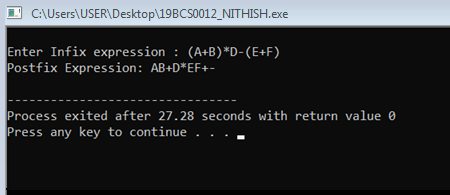 C:\Users\USER\Desktop\19BCS0012_NITHISH.exe
Enter Infix expression : (A+B)*D-(E+F)
Postfix Expression: AB+D*EF+-
--------------------------------
Process exited after 27.28 seconds with return value 0
Press any key to continue . . .